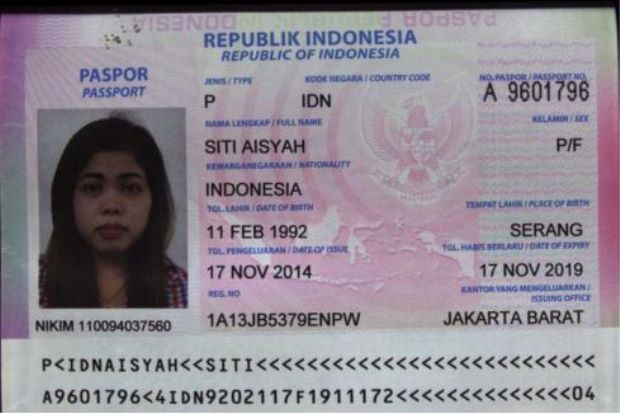 PASPOR REPUBLIK INDONESIA
REPUBLIK INDONESIA
REPUBLIC OF INDONESIA
PASPOR
PASSPORT
JENIS / TYPE KODE NEGARA / COUNTRY CODE NO. PASPOR / PASSPORT NO.
P IDN A 9601796
NAMA LENGKAP / FULL NAME KELAMIN / SEX
SITI AISYAH P/F
KEWARGANEGARAAN / NATIONALITY
INDONESIA
TGL. LAHIR / DATE OF BIRTH TEMPAT LAHIR / PLACE OF BIRTH
11 FEB 1992 SERANG
TGL. PENGELUARAN / DATE OF ISSUE TGL. HABIS BERLAKU / DATE OF EXPIRY
17 NOV 2014 17 NOV 2019
REG. NO KANTOR YANG MENGELUARKAN /
ISSUING OFFICE
1A13JB5379ENPW JAKARTA BARAT
NIKIM 110094037560
P<IDNAISYAH<<SITI<<<<<<<<<<<<<<<<<<<<<<<<<<<
A9601796<4IDN9202117F1911172<<<<<<<<<<<<<<04